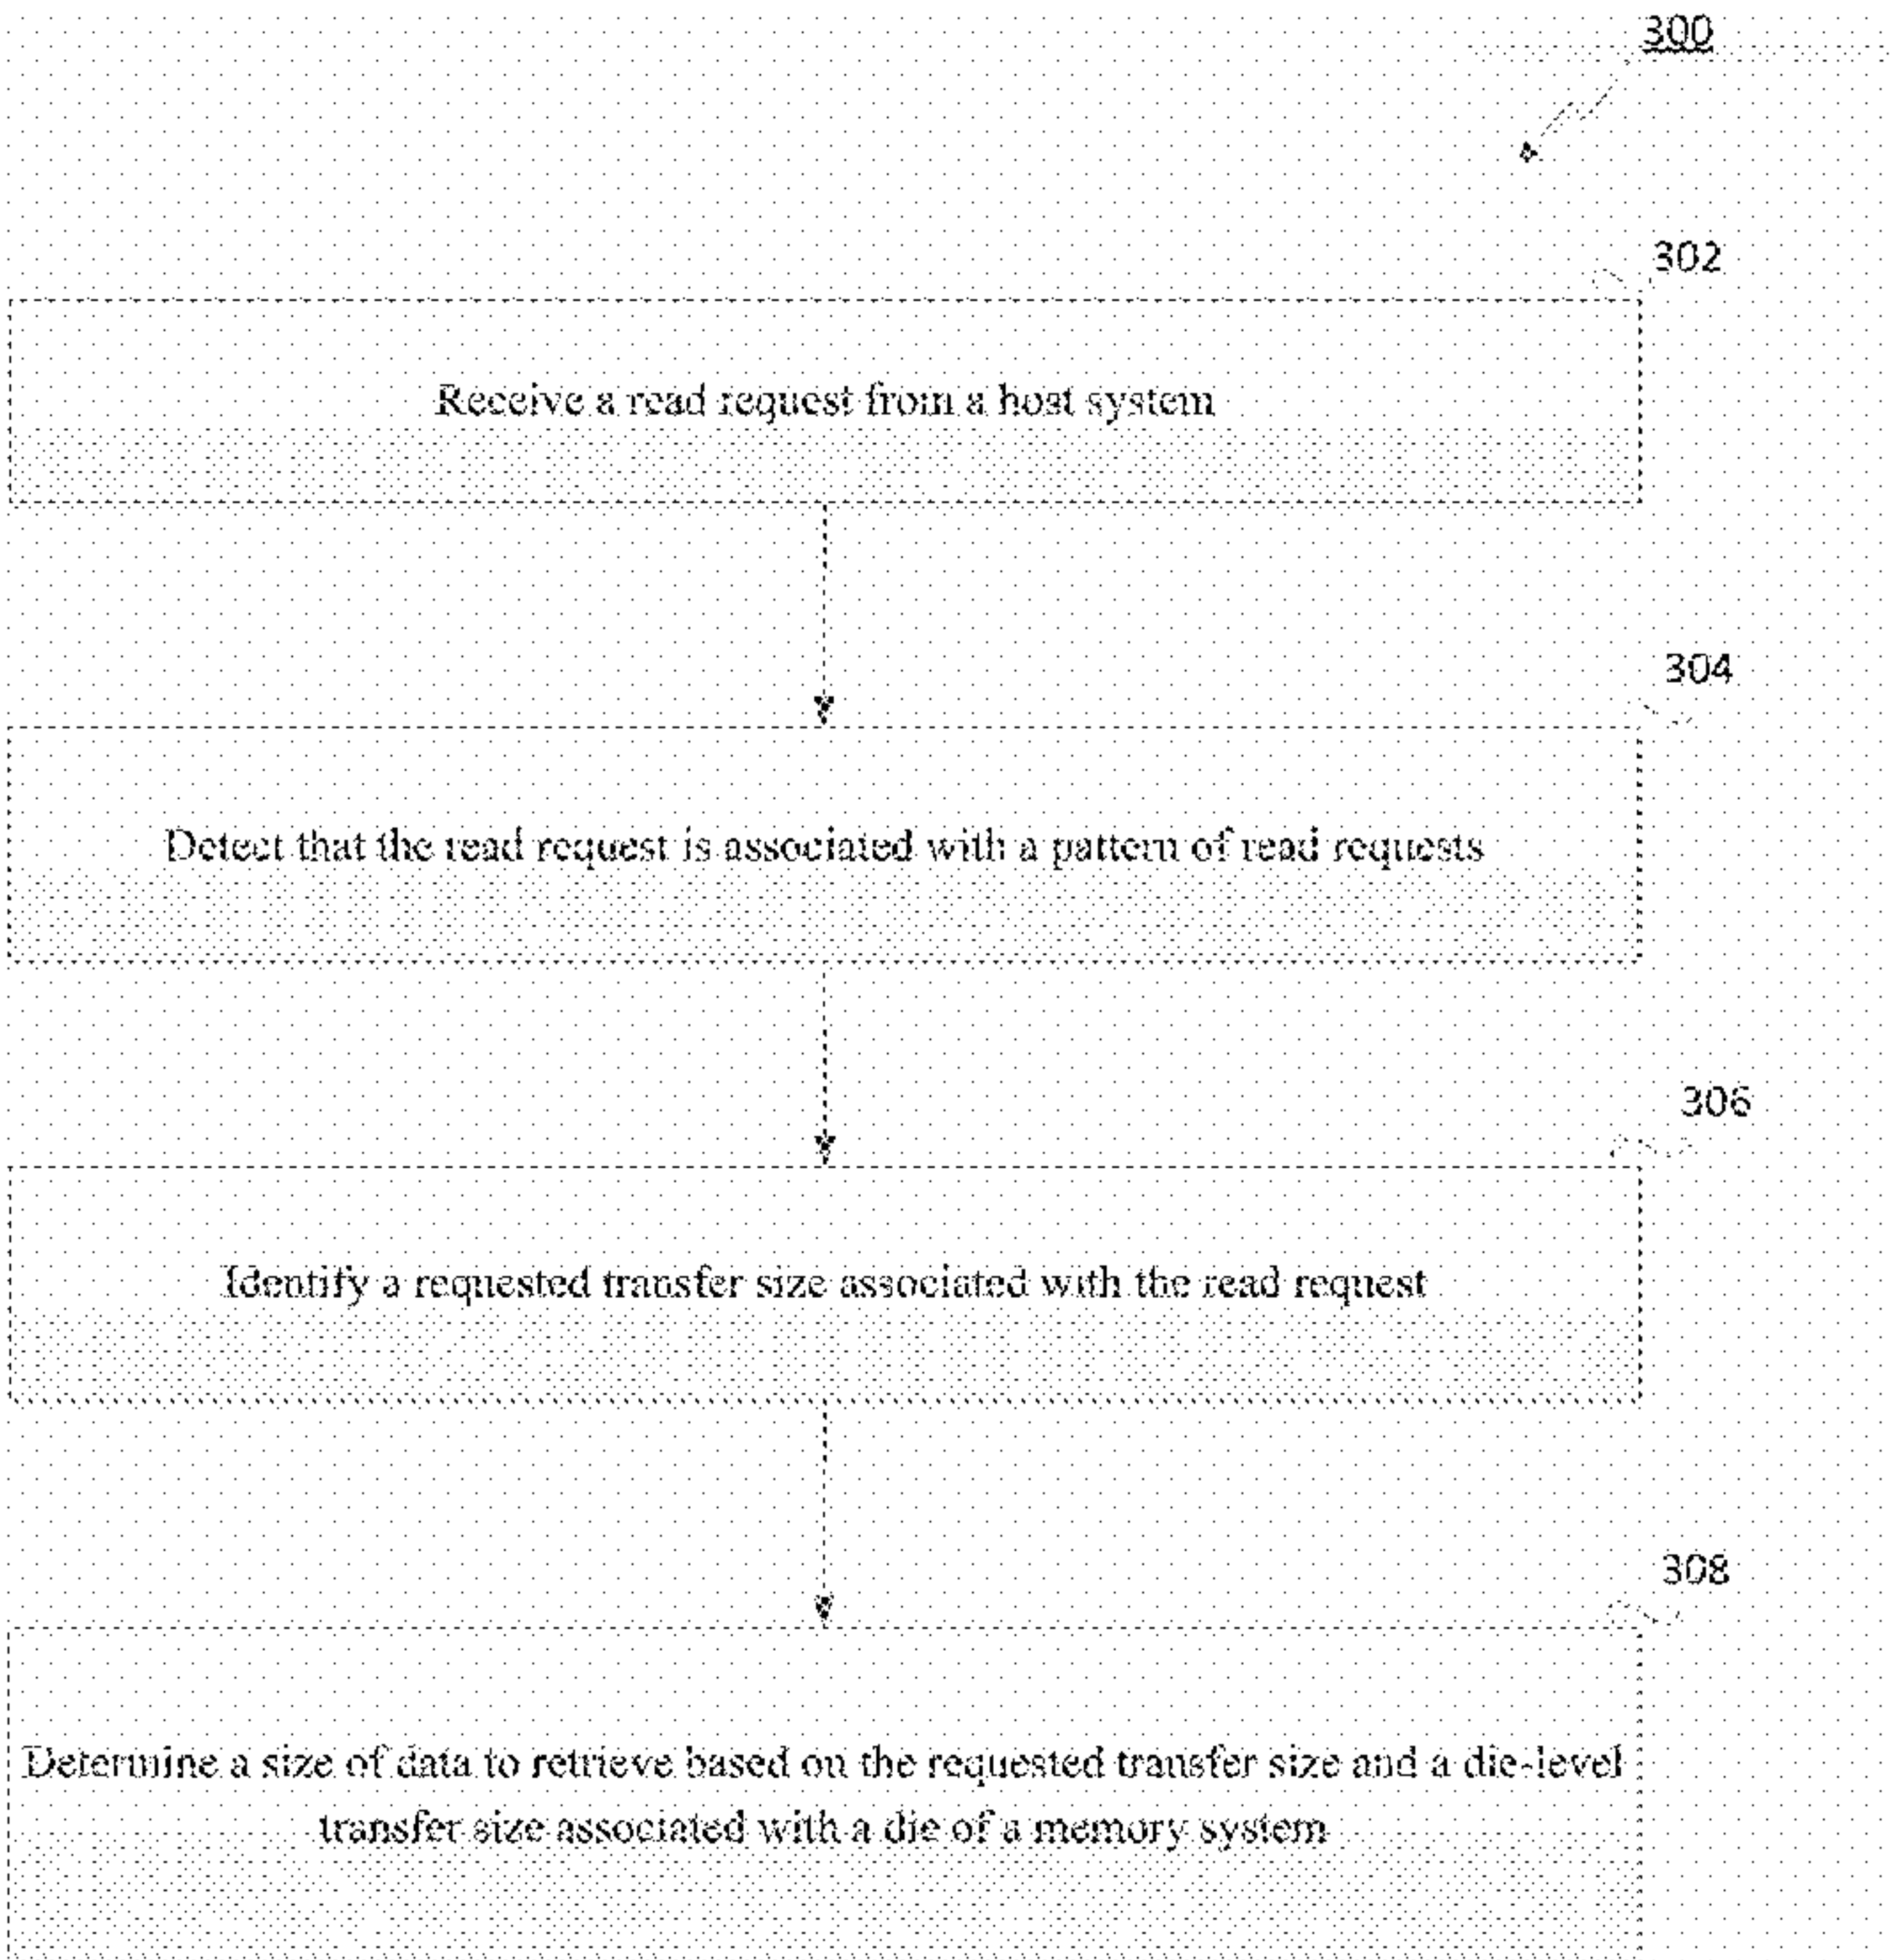 300
302
Receive a read request from a host system
304
Detect that the read request is associated with a pattern of read requests
306
Identify a requested transfer size associated with the read request
308
Determine a size of data to retrieve based on the requested transfer size and a die-level
transfer size associated with a die of a memory system